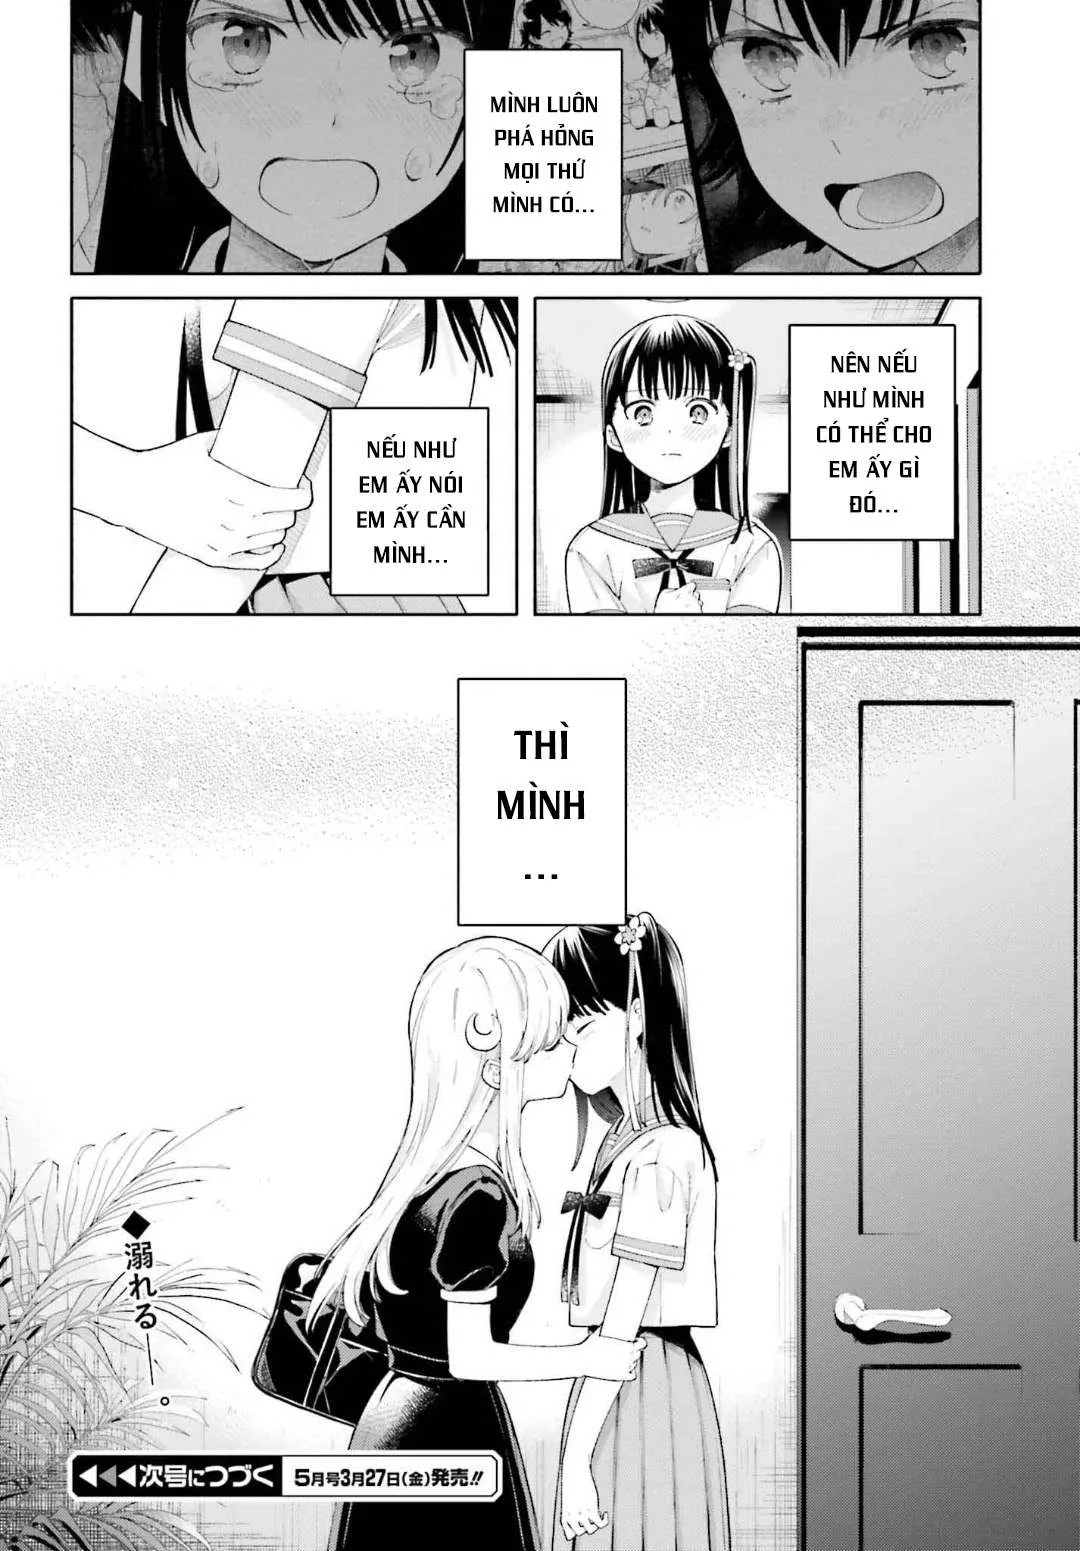 MÌNH LUÔN
PHÁ HỎNG
MỌI THỨ
MÌNH CÓ...
NÊN NẾU
NHƯ MÌNH
CÓ THỂ CHO
EM ẤY GÌ
ĐÓ...
NẾU NHƯ
EM ẤY NÓI
EM ẤY CẦN
MÌNH...
THÌ
MÌNH
...
◆溺れる―。
次号につづく 5月号3月27日(金)発売!!